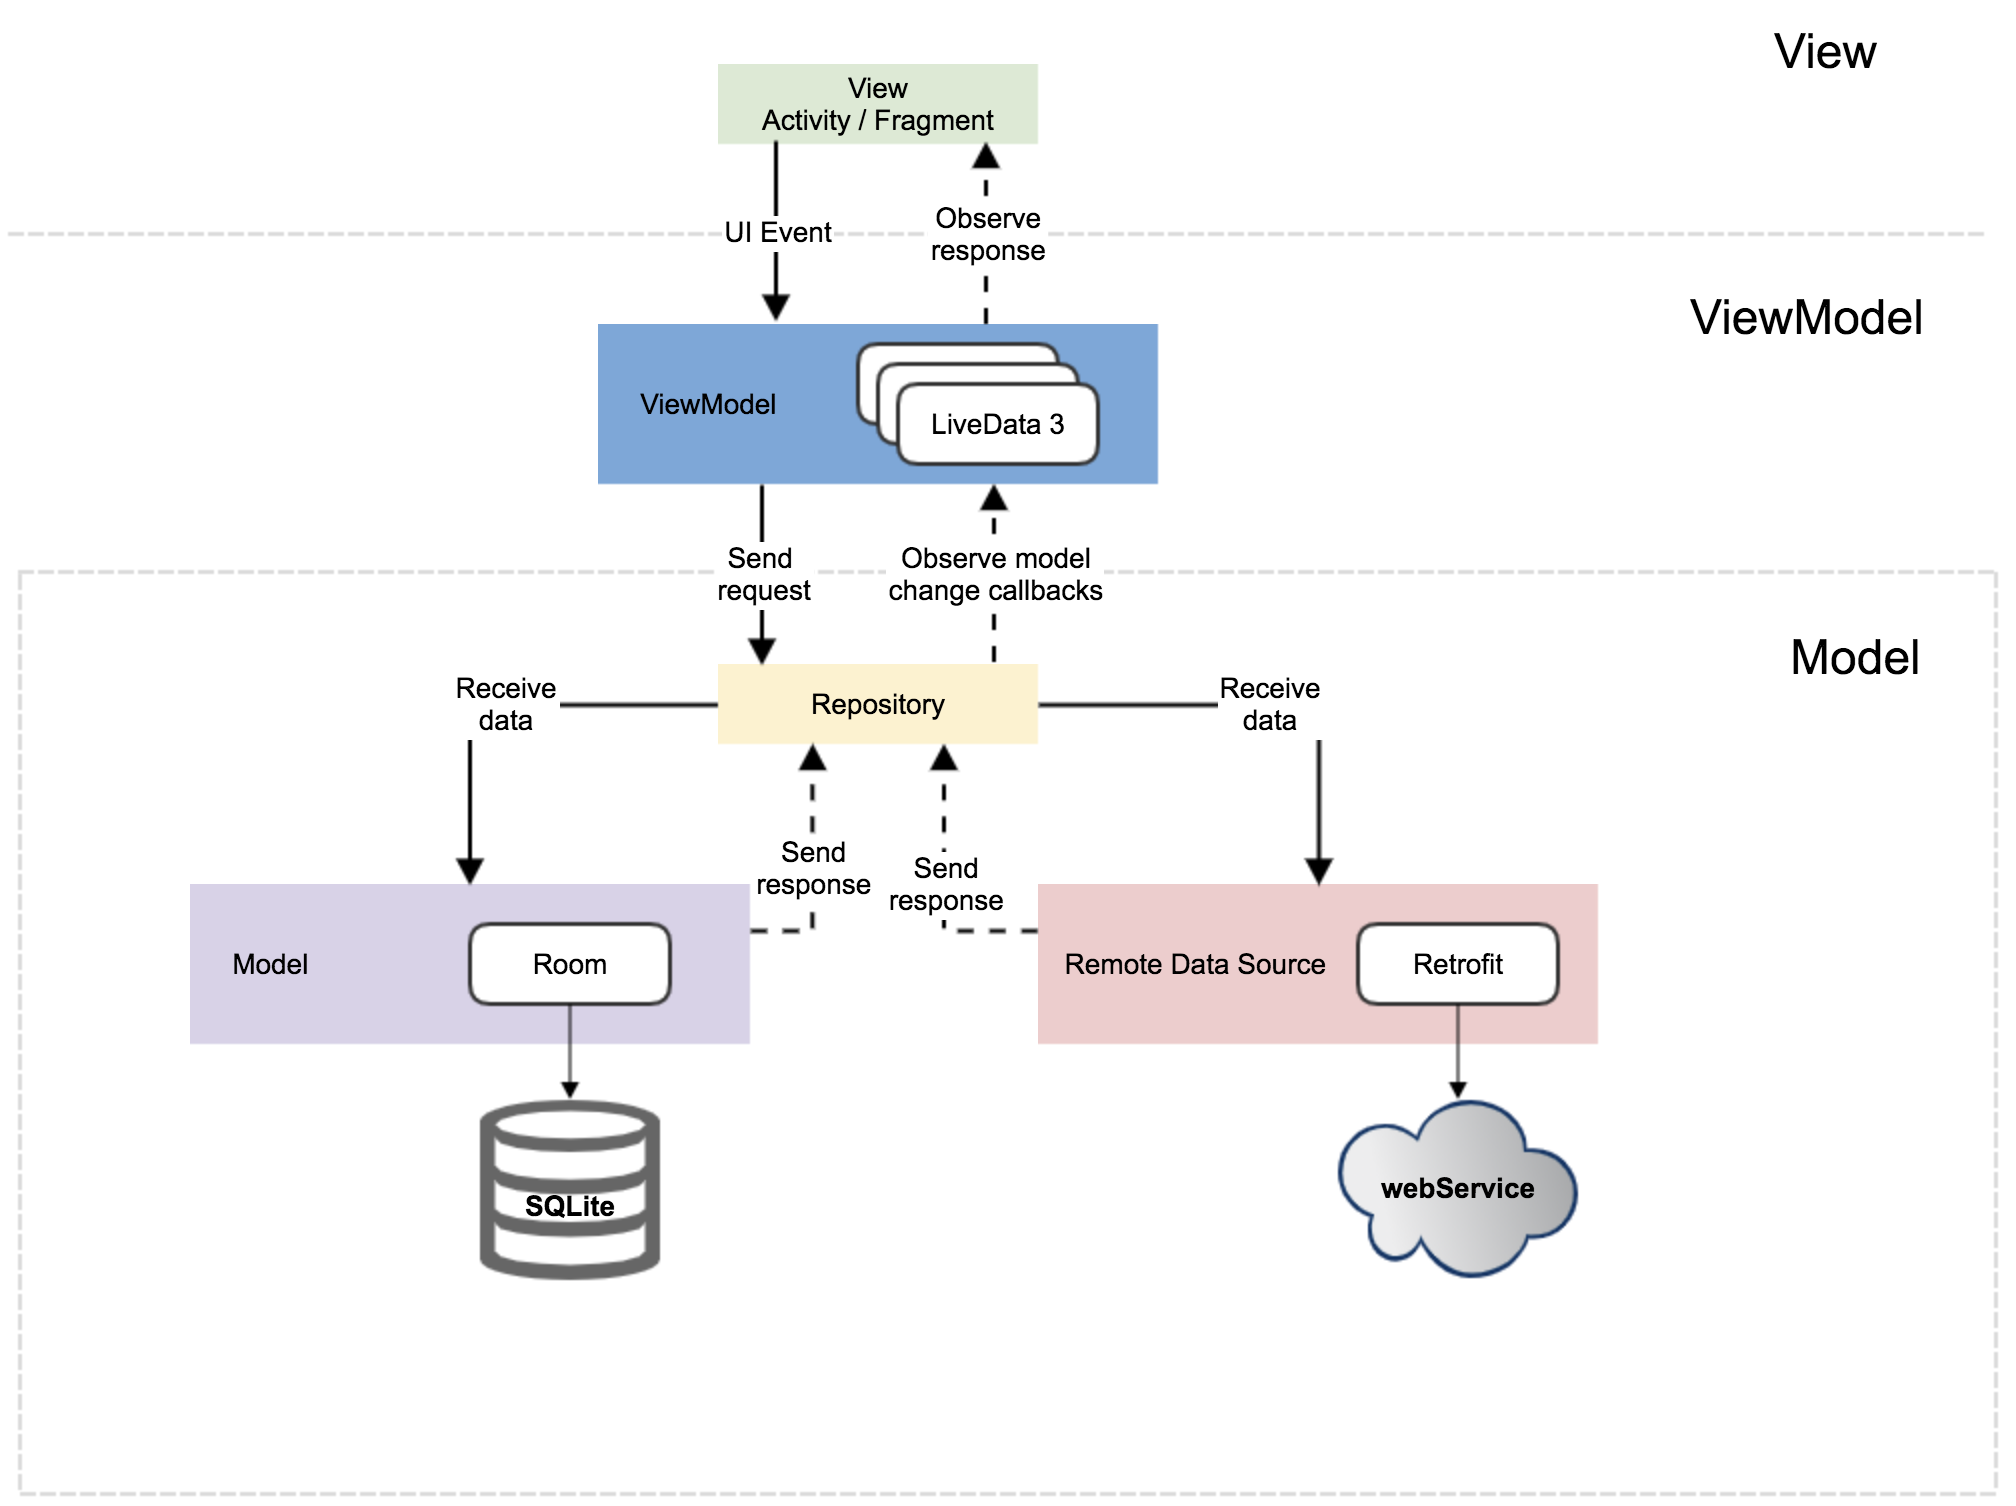 View
View
Activity / Fragment
UI Event
Observe
response
ViewModel
ViewModel
LiveData 3
Send
request
Observe model
change callbacks
Model
Receive
data
Repository
Receive
data
Send
response
Send
response
Model
Room
Remote Data Source
Retrofit
SQLite
webService